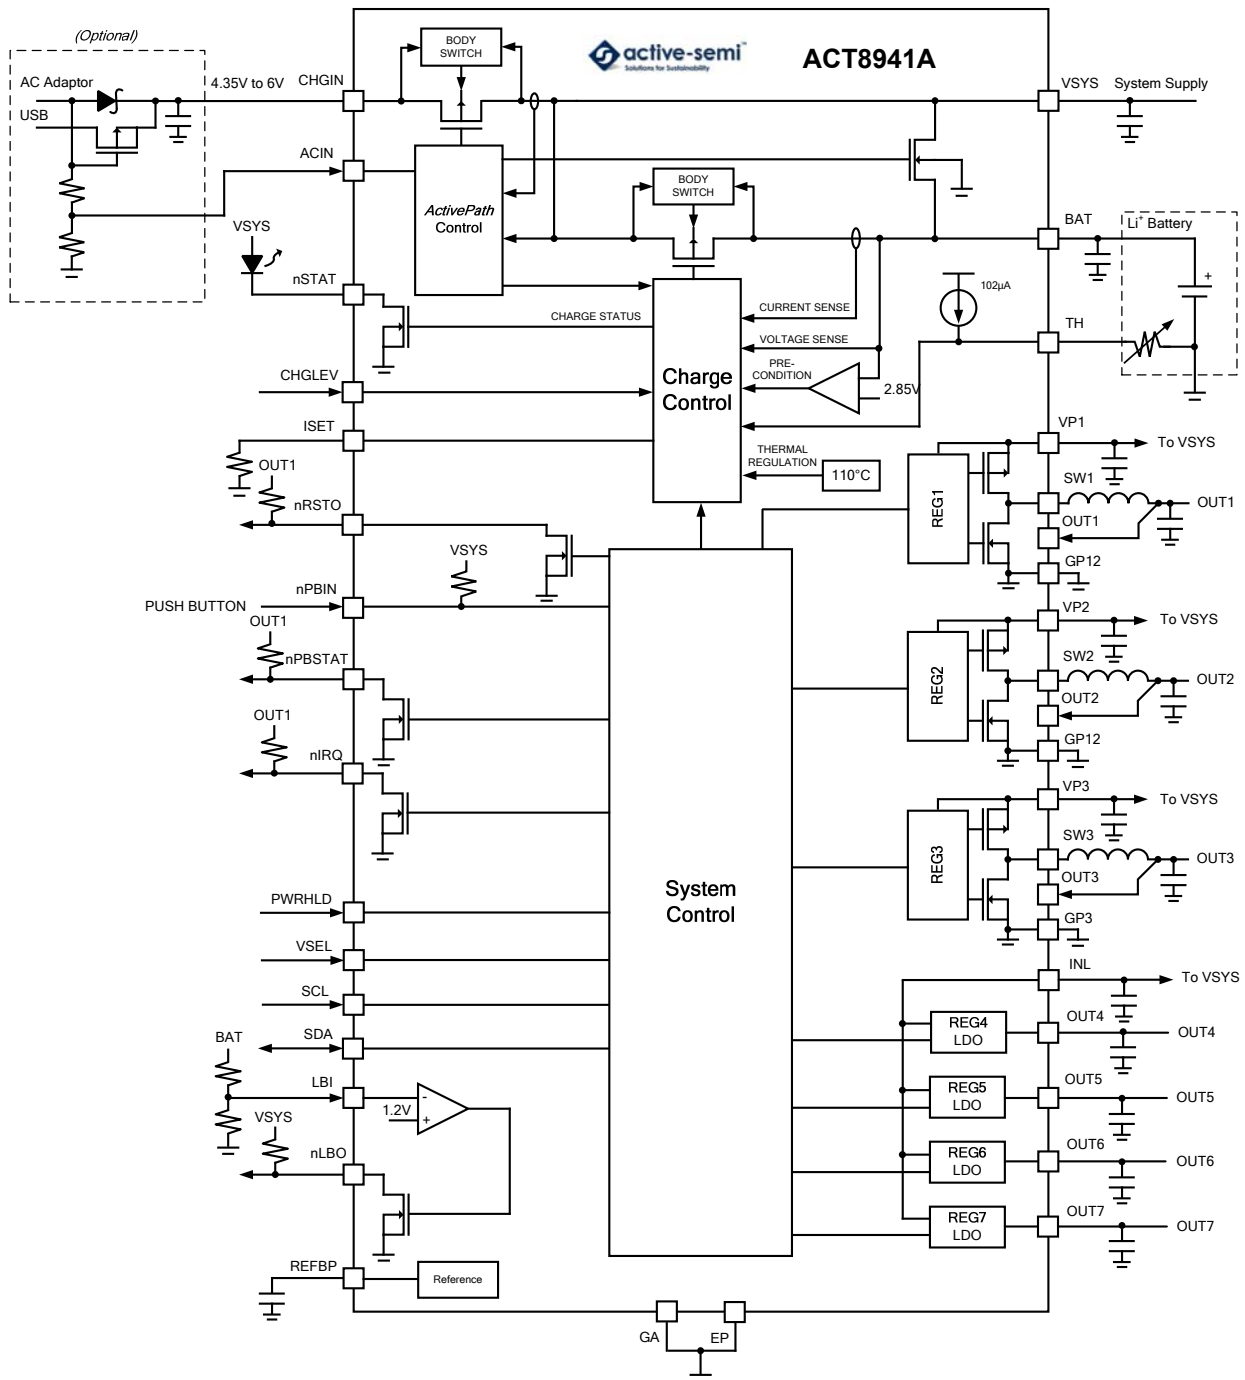 (Optional)
AC Adaptor
USB
4.35V to 6V
CHGIN
BODY
SWITCH
active-semi™
Solutions for Sustainability
ACT8941A
VSYS
System Supply
ACIN
ActivePath
Control
BODY
SWITCH
VSYS
nSTAT
BAT
Li+ Battery
+
102µA
CURRENT SENSE
CHARGE STATUS
VOLTAGE SENSE
TH
PRE-
CONDITION
2.85V
Charge
Control
CHGLEV
ISET
THERMAL
REGULATION
110°C
VP1
To VSYS
REG1
SW1
OUT1
OUT1
GP12
OUT1
nRSTO
VSYS
nPBIN
PUSH BUTTON
OUT1
nPBSTAT
VP2
To VSYS
REG2
SW2
OUT2
OUT2
GP12
OUT1
nIRQ
VP3
To VSYS
REG3
SW3
OUT3
OUT3
GP3
System
Control
PWRHLD
VSEL
SCL
SDA
BAT
LBI
1.2V
-
+
VSYS
nLBO
REFBP
Reference
INL
To VSYS
REG4
LDO
OUT4
OUT4
REG5
LDO
OUT5
OUT5
REG6
LDO
OUT6
OUT6
REG7
LDO
OUT7
OUT7
GA
EP